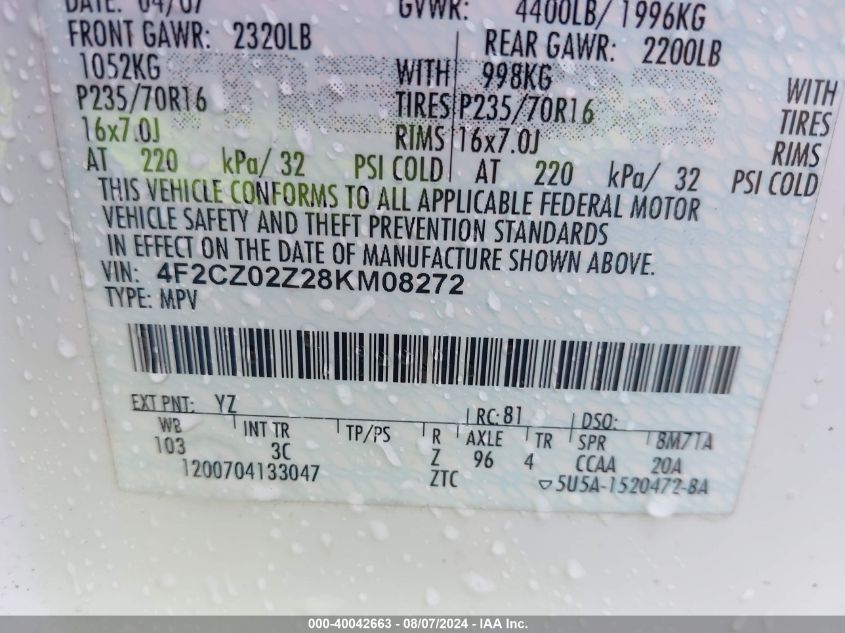 DATE: 04/07 GVWR: 4400LB/ 1996KG
FRONT GAWR: 2320LB REAR GAWR: 2200LB
1052KG WITH 998KG WITH
P235/70R16 TIRES P235/70R16 TIRES
16x7.0J RIMS 16x7.0J RIMS
AT 220 kPa/ 32 PSI COLD AT 220 kPa/ 32 PSI COLD
THIS VEHICLE CONFORMS TO ALL APPLICABLE FEDERAL MOTOR
VEHICLE SAFETY AND THEFT PREVENTION STANDARDS
IN EFFECT ON THE DATE OF MANUFACTURE SHOWN ABOVE.
VIN: 4F2CZ02Z28KM08272
TYPE: MPV
EXT PNT: YZ RC: 81 DSO:
WB INT TR TP/PS R AXLE TR SPR 8M71A
103 3C Z 96 4 CCAA 20A
1200704133047 ZTC 5U5A-1520472-BA
000-40042663 - 08/07/2024 - IAA Inc.